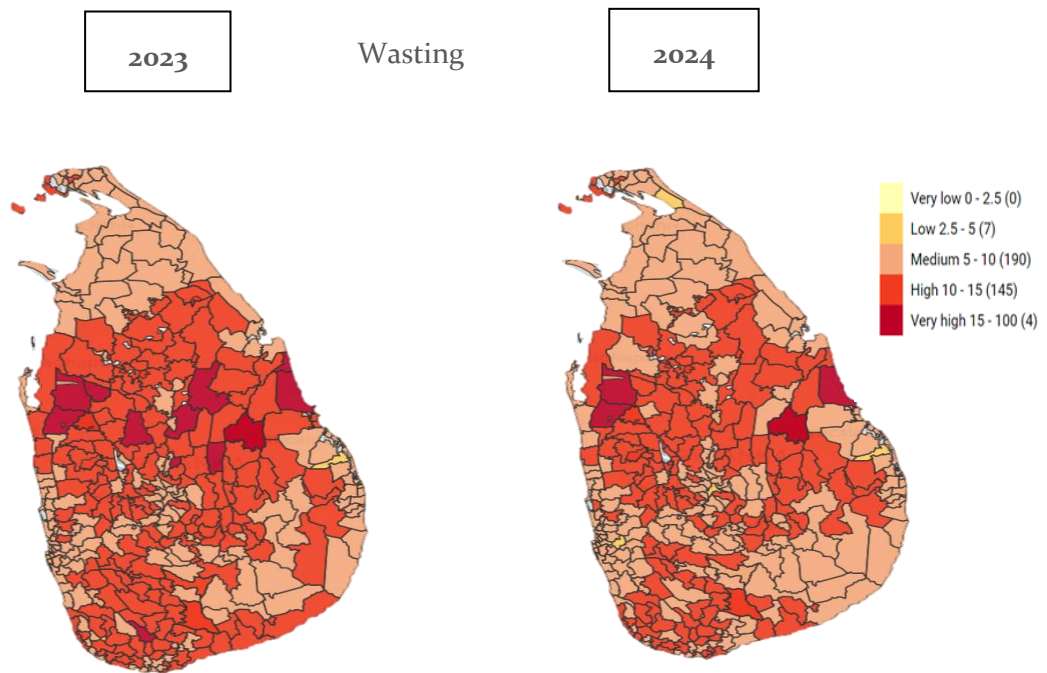 2023
Wasting
2024
Very low 0 - 2.5 (0)
Low 2.5 - 5 (7)
Medium 5 - 10 (190)
High 10 - 15 (145)
Very high 15 - 100 (4)